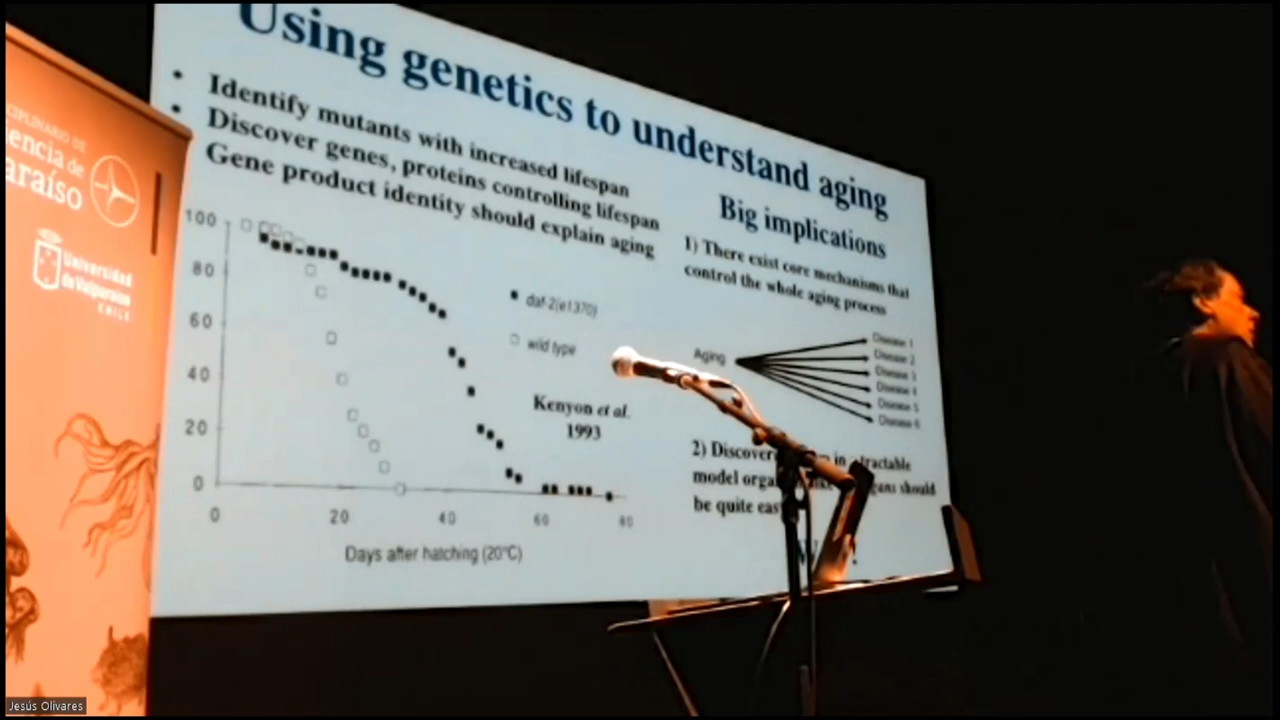 Using genetics to understand aging
• Identify mutants with increased lifespan
• Discover genes, proteins controlling lifespan
Gene product identity should explain aging
Big implications
1) There exist core mechanisms that
control the whole aging process
100
80
60
40
20
0
0
20
40
60
80
Days after hatching (20°C)
daf-2(e1370)
wild type
Kenyon et al.
1993
Aging
Disease 1
Disease 2
Disease 3
Disease 4
Disease 5
Disease 6
2) Discover in tractable
model should
be quite
encia de
araíso
Universidad
de Valparaíso
CHILE
Jesús Olivares